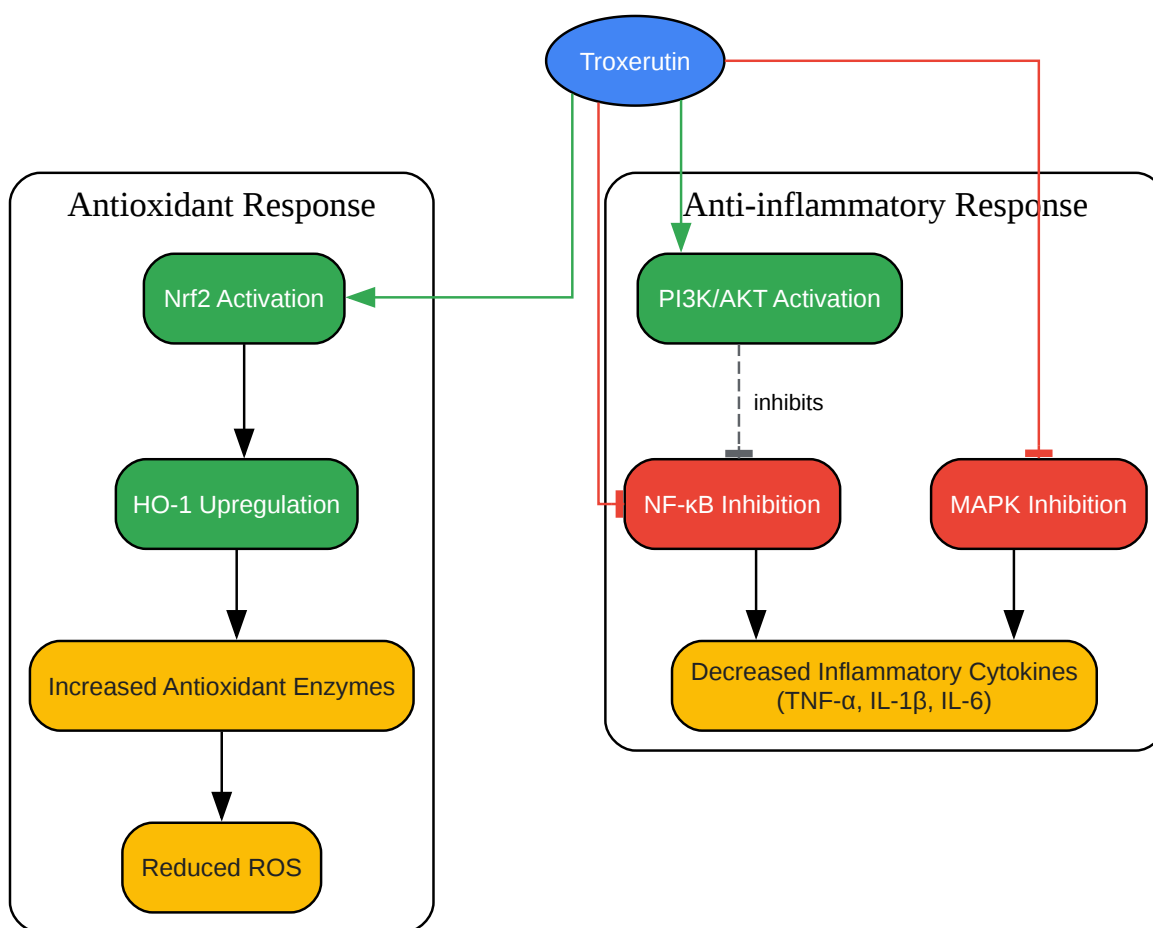 Troxerutin
Antioxidant Response
Anti-inflammatory Response
Nrf2 Activation
PI3K/AKT Activation
inhibits
HO-1 Upregulation
NF-κB Inhibition
MAPK Inhibition
Increased Antioxidant Enzymes
Decreased Inflammatory Cytokines
(TNF-α, IL-1β, IL-6)
Reduced ROS